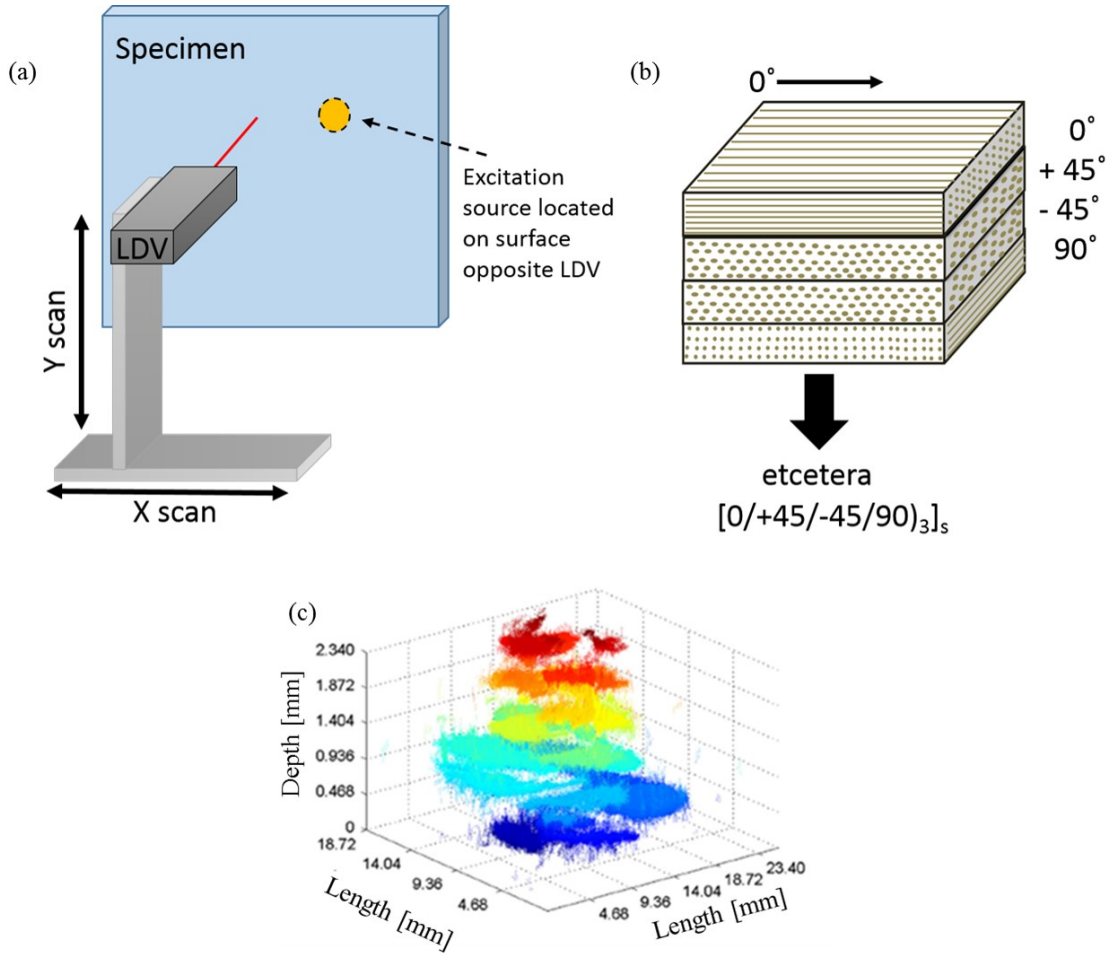 (a)
Specimen
LDV
Y scan
X scan
Excitation
source located
on surface
opposite LDV
(b)
0°
0°
+ 45°
- 45°
90°
etcetera
[0/+45/-45/90)₃]ₛ
(c)
Depth [mm]
2.340
1.872
1.404
0.936
0.468
0
18.72
14.04
9.36
4.68
Length [mm]
4.68
9.36
14.04
18.72
23.40
Length [mm]